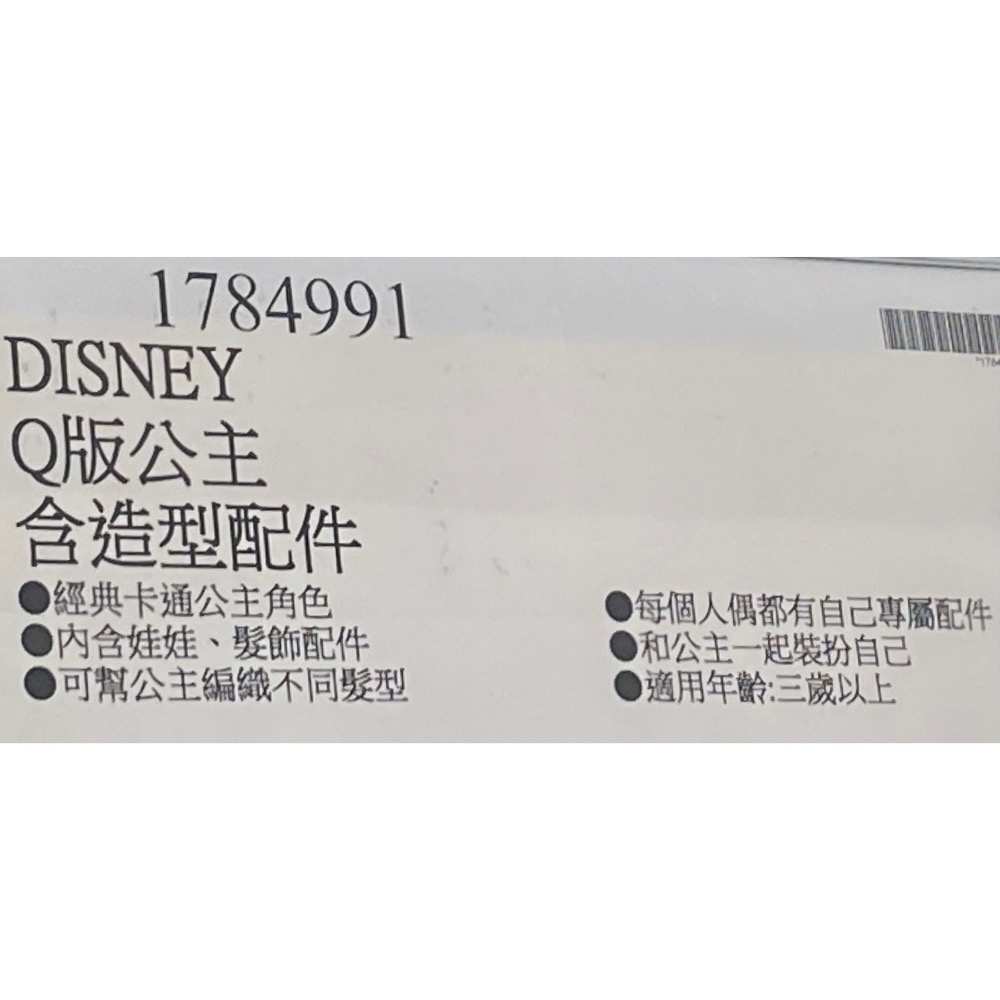 1784991
DISNEY
Q版公主
含造型配件
●經典卡通公主角色
●內含娃娃、髮飾配件
●可幫公主編織不同髮型
●每個人偶都有自己專屬配件
●和公主一起裝扮自己
●適用年齡:三歲以上